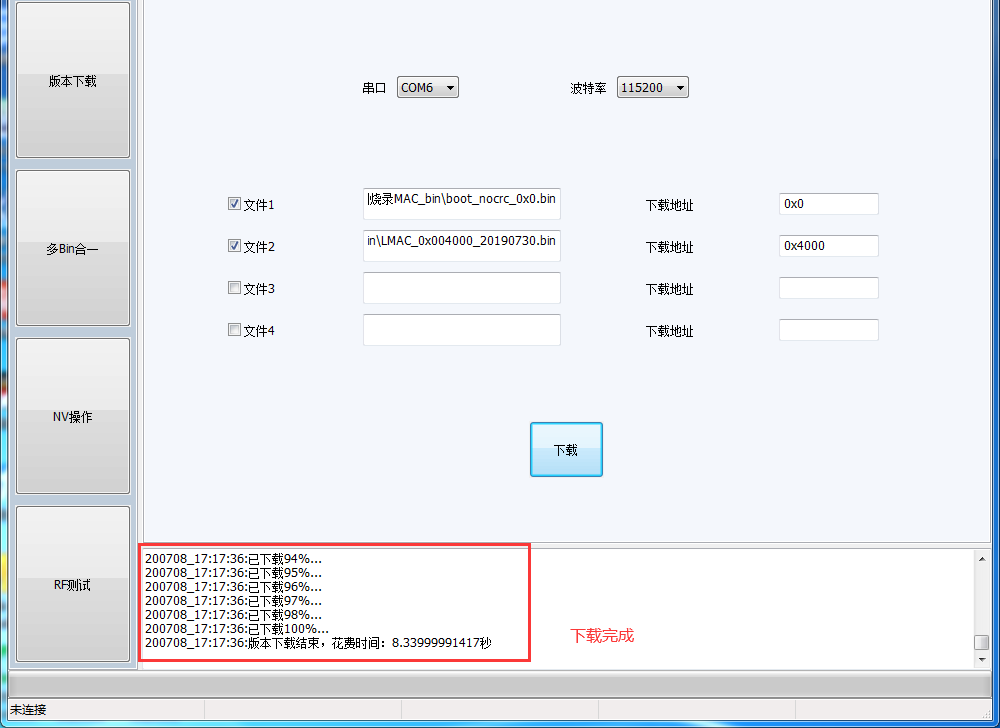 版本下载
串口 COM6 波特率 115200
文件1 烧录MAC_bin\boot_nocrc_0x0.bin 下载地址 0x0
文件2 in\LMAC_0x004000_20190730.bin 下载地址 0x4000
多Bin合一
文件3 下载地址
文件4 下载地址
NV操作
下载
RF测试
200708_17:17:36:已下载94%...
200708_17:17:36:已下载95%...
200708_17:17:36:已下载96%...
200708_17:17:36:已下载97%...
200708_17:17:36:已下载98%...
200708_17:17:36:已下载100%...
200708_17:17:36:版本下载结束，花费时间：8.33999991417秒
下载完成
未连接